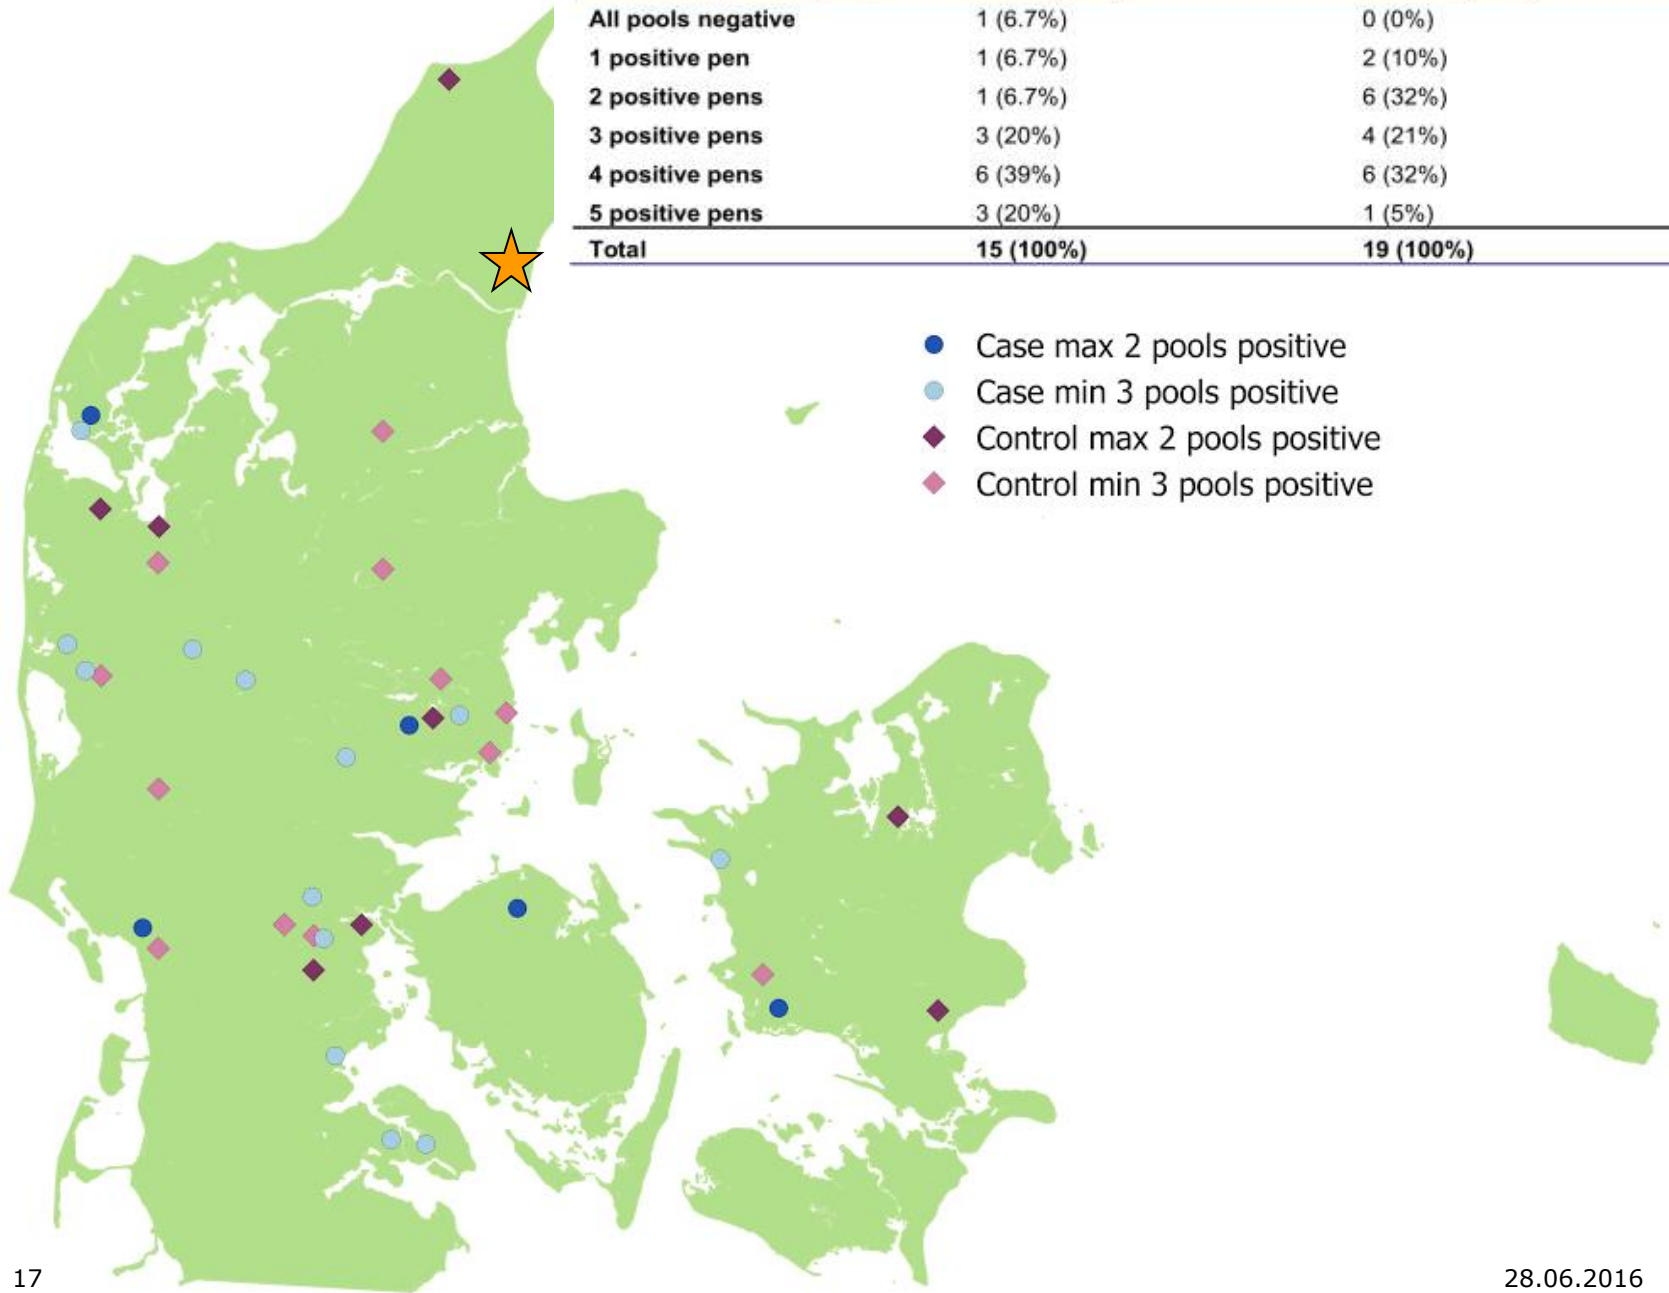 All pools negative 1 (6.7%) 0 (0%)
1 positive pen 1 (6.7%) 2 (10%)
2 positive pens 1 (6.7%) 6 (32%)
3 positive pens 3 (20%) 4 (21%)
4 positive pens 6 (39%) 6 (32%)
5 positive pens 3 (20%) 1 (5%)
Total 15 (100%) 19 (100%)
Case max 2 pools positive
Case min 3 pools positive
Control max 2 pools positive
Control min 3 pools positive
17
28.06.2016